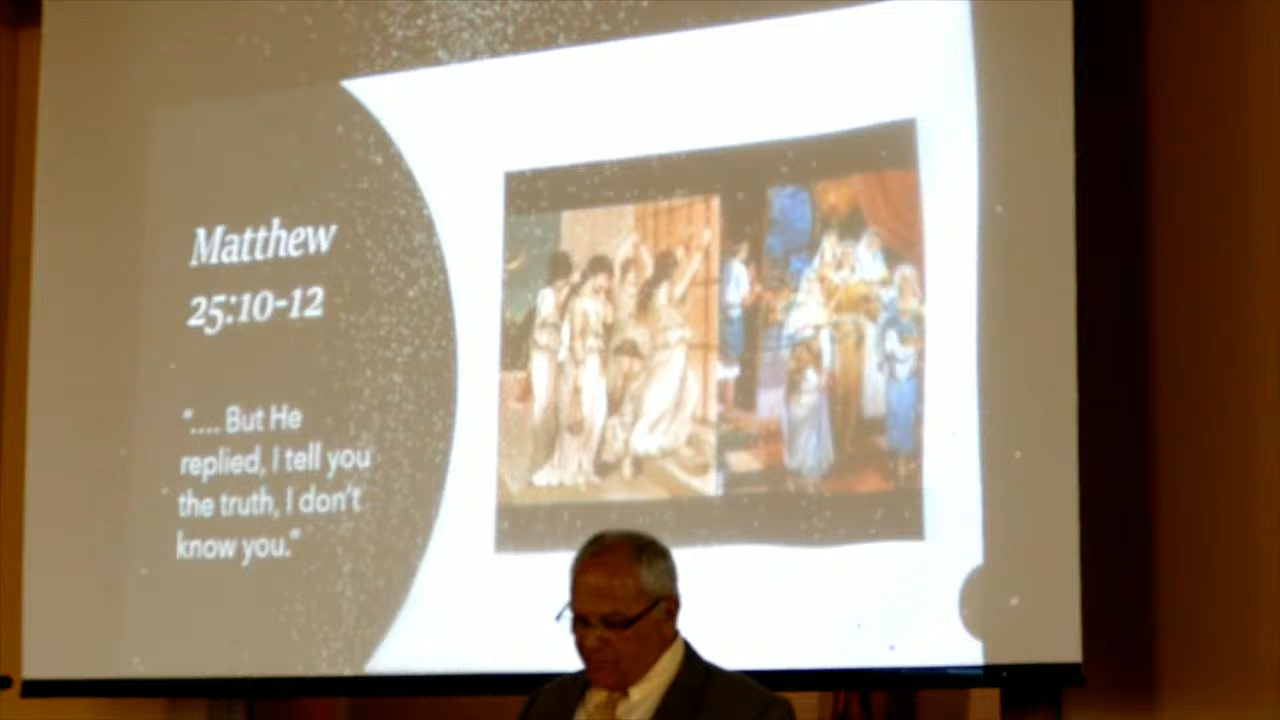 Matthew
25:10-12
“.... But He
replied, I tell you
the truth, I don’t
know you.”